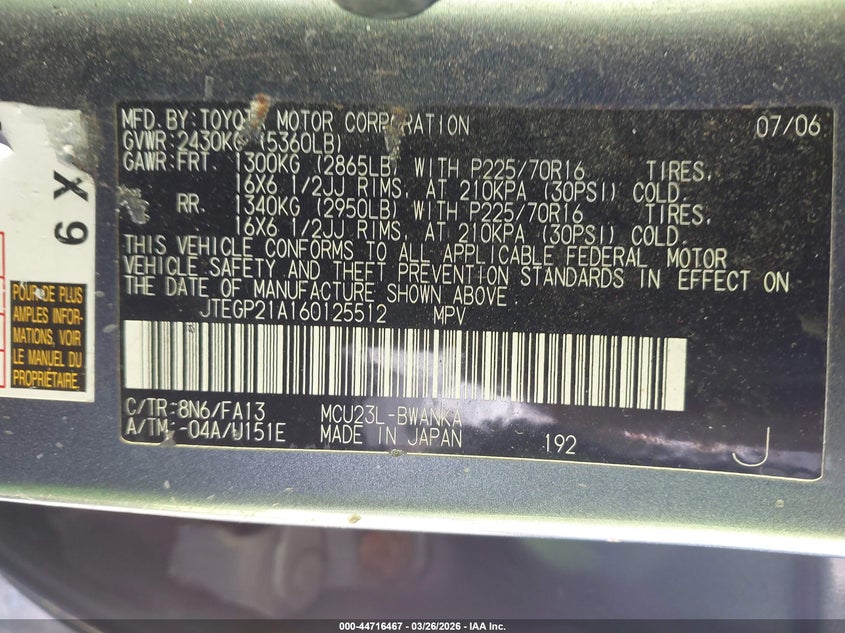 MFD. BY: TOYOTA MOTOR CORPORATION 07/06
GVWR: 2430KG (5360LB)
GAWR: FRT. 1300KG (2865LB) WITH P225/70R16 TIRES,
16X6 1/2JJ RIMS, AT 210KPA (30PSI) COLD.
RR. 1340KG (2950LB) WITH P225/70R16 TIRES,
16X6 1/2JJ RIMS, AT 210KPA (30PSI) COLD.
THIS VEHICLE CONFORMS TO ALL APPLICABLE FEDERAL MOTOR
VEHICLE SAFETY AND THEFT PREVENTION STANDARDS IN EFFECT ON
THE DATE OF MANUFACTURE SHOWN ABOVE.
JTEGP21A160125512 MPV
C/TR: 8N6/FA13 MCU23L-BWANKA
A/TM: -04A/U151E MADE IN JAPAN 192 J
X 6
POUR DE PLUS
AMPLES INFOR-
MATIONS, VOIR
LE MANUEL DU
PROPRIÉTAIRE.
000-44716467 | 03/26/2026 | IAA Inc.